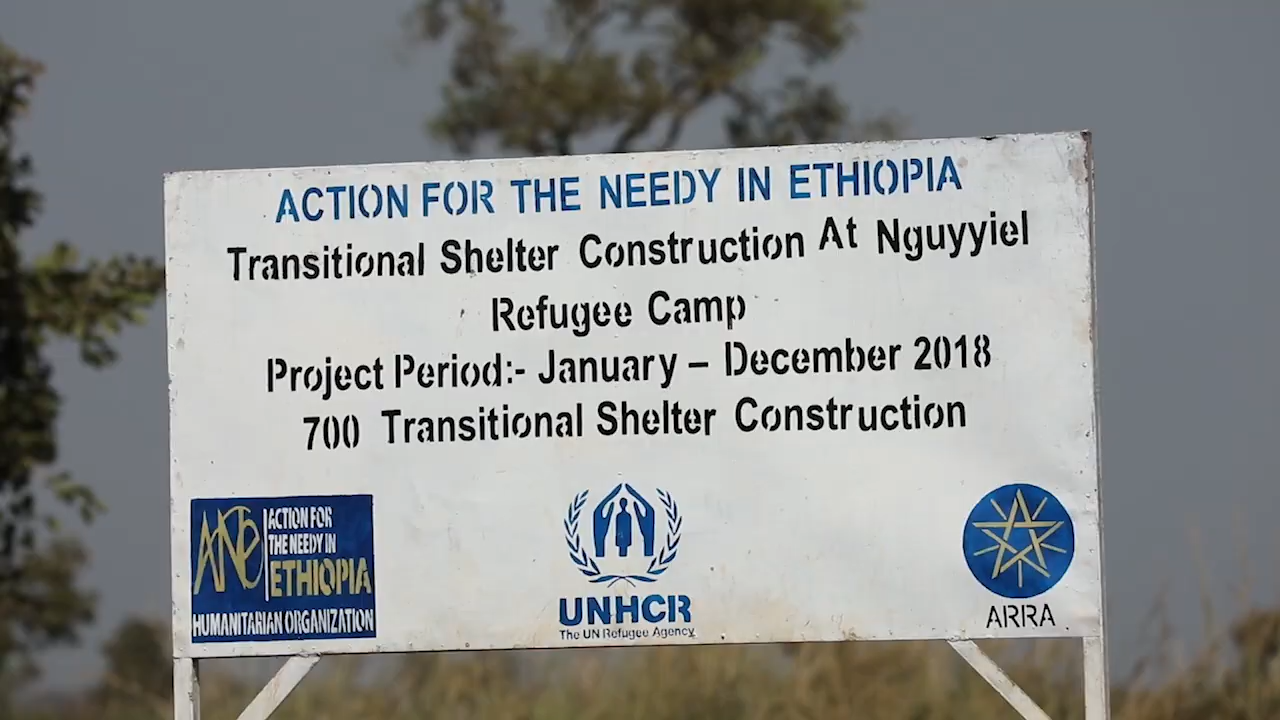 ACTION FOR THE NEEDY IN ETHIOPIA
Transitional Shelter Construction At Nguyyiel
Refugee Camp
Project Period:- January – December 2018
700 Transitional Shelter Construction
ANE
ACTION FOR
THE NEEDY IN
ETHIOPIA
HUMANITARIAN ORGANIZATION
UNHCR
The UN Refugee Agency
ARRA